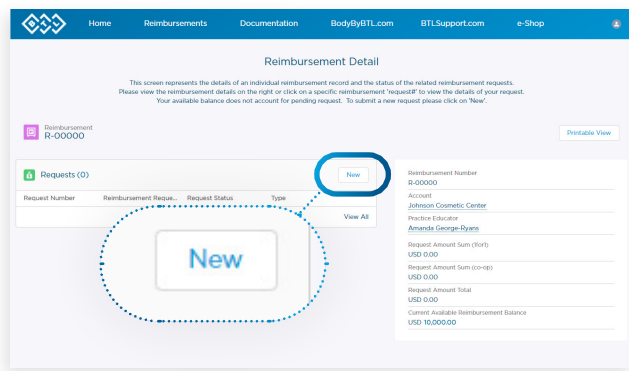 BTL
Home Reimbursements Documentation BodyByBTL.com BTLSupport.com e-Shop
Reimbursement Detail
This screen represents the details of an individual reimbursement record and the status of the related reimbursement requests.
Please view the reimbursement details on the right or click on a specific reimbursement 'request#' to view the details of your request.
Your available balance does not account for pending request. To submit a new request please click on 'New'.
Reimbursement
R-00000
Printable View
Requests (0)
New
Request Number Reimbursement Reque... Request Status Type
View All
New
Reimbursement Number
R-00000
Account
Johnson Cosmetic Center
Practice Educator
Amanda George-Ryans
Request Amount Sum (1fort)
USD 0.00
Request Amount Sum (co-op)
USD 0.00
Request Amount Total
USD 0.00
Current Available Reimbursement Balance
USD 10,000.00